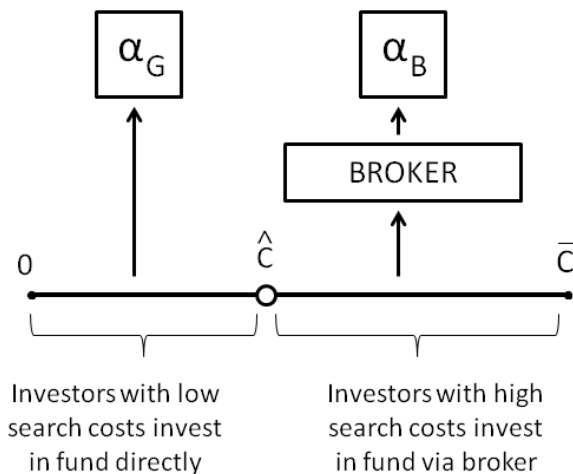 α_G
α_B
BROKER
0
Ĉ
C̄
Investors with low
search costs invest
in fund directly
Investors with high
search costs invest
in fund via broker